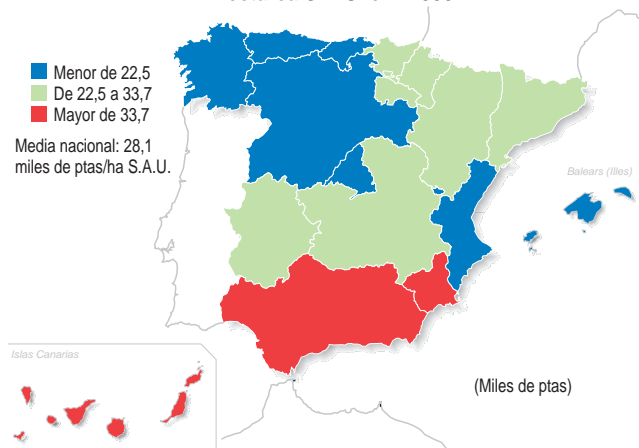 Menor de 22,5
De 22,5 a 33,7
Mayor de 33,7
Media nacional: 28,1
miles de ptas/ha S.A.U.
Balears (Illes)
Islas Canarias
(Miles de ptas)